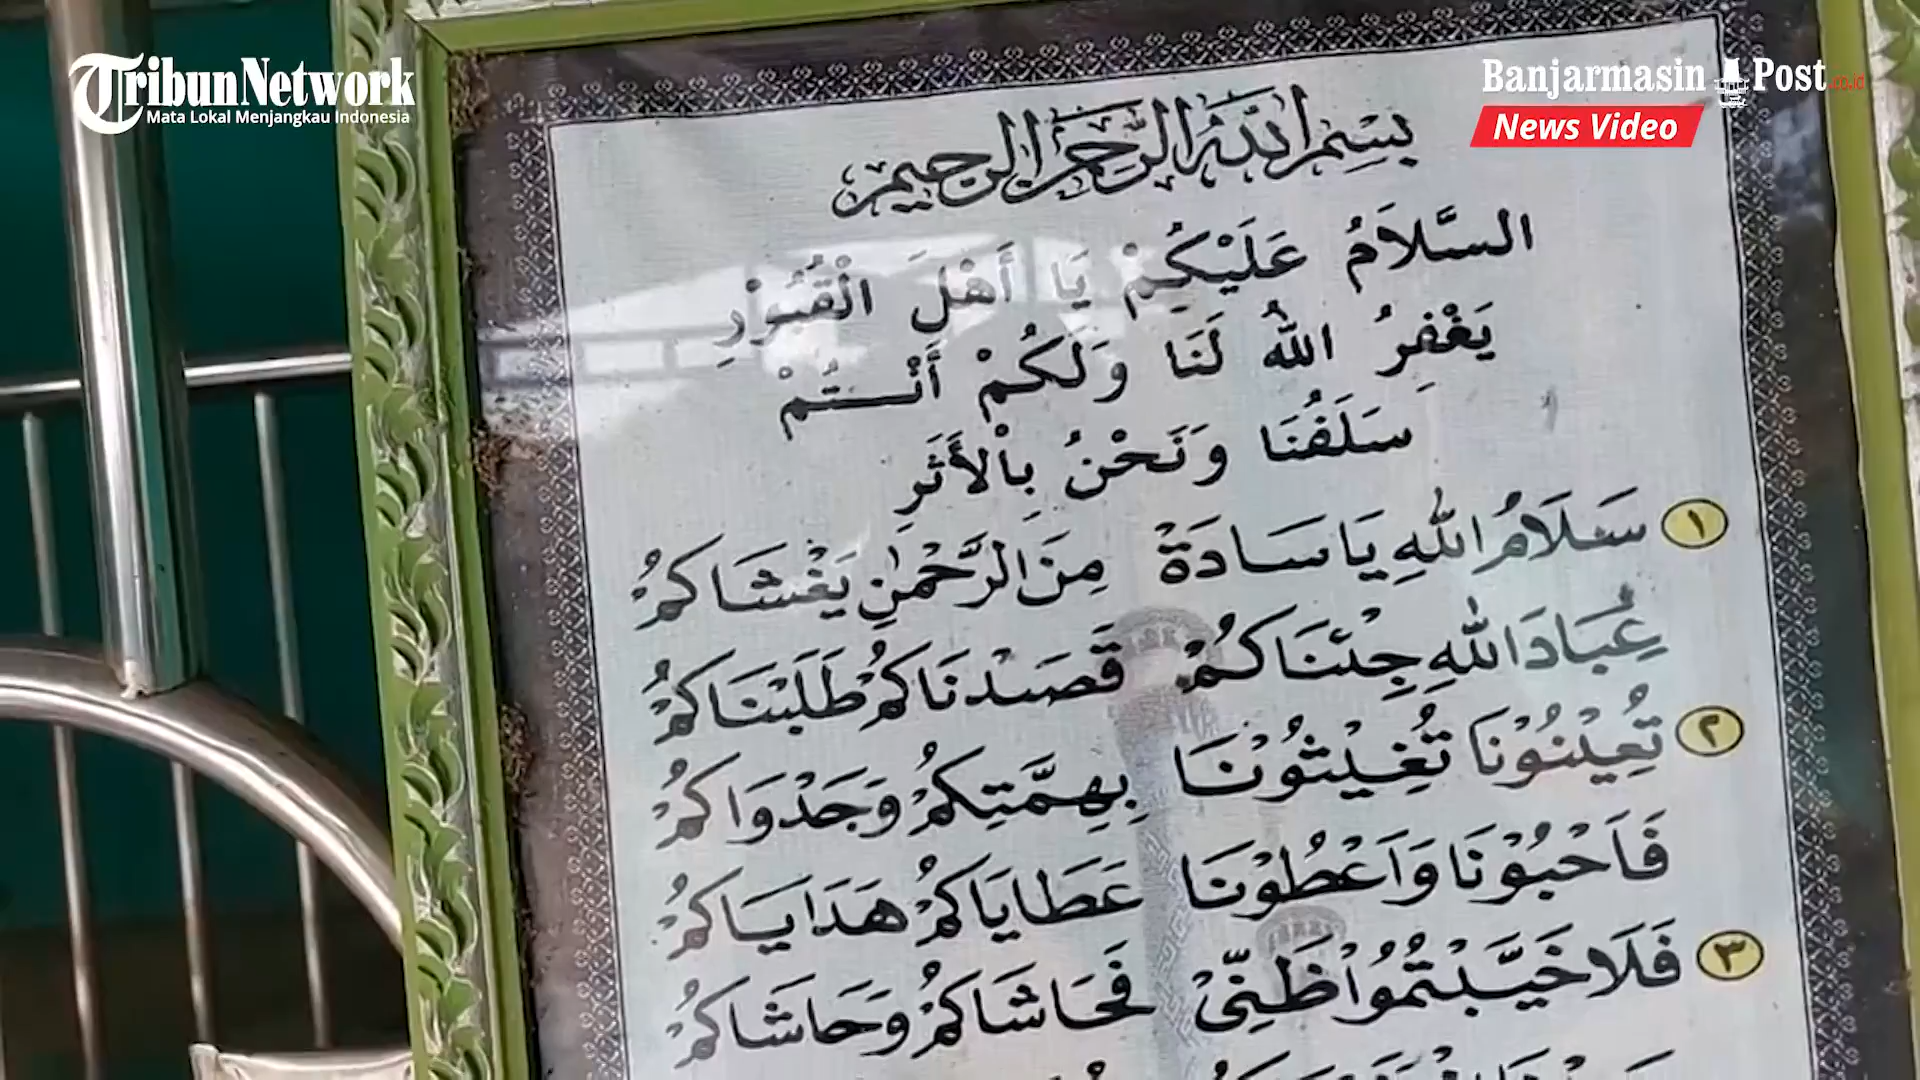 TribunNetwork
Mata Lokal Menjangkau Indonesia
Banjarmasin Post.co.id
News Video
بسم الله الرحمن الرحيم
السَّلَامُ عَلَيْكُمْ يَا أَهْلَ الْقُبُوْرِ
يَغْفِرُ اللهُ لَنَا وَلَكُمْ أَنْتُمْ
سَلَفُنَا وَنَحْنُ بِالْأَثَرِ
١ سَلَامُ اللهِ يَا سَادَةْ مِنَ الرَّحْمٰنِ يَغْشَاكُمْ
عِبَادَ اللهِ جِئْنَاكُمْ قَصَدْنَاكُمْ طَلَبْنَاكُمْ
٢ تُعِيْنُوْنَا تُغِيْثُوْنَا بِهِمَّتِكُمْ وَجَدْوَاكُمْ
فَاَحْبُوْنَا وَاَعْطُوْنَا عَطَايَاكُمْ هَدَايَاكُمْ
٣ فَلَا خَيَّبْتُمُوْا ظَنِّيْ فَحَاشَاكُمْ وَحَاشَاكُمْ